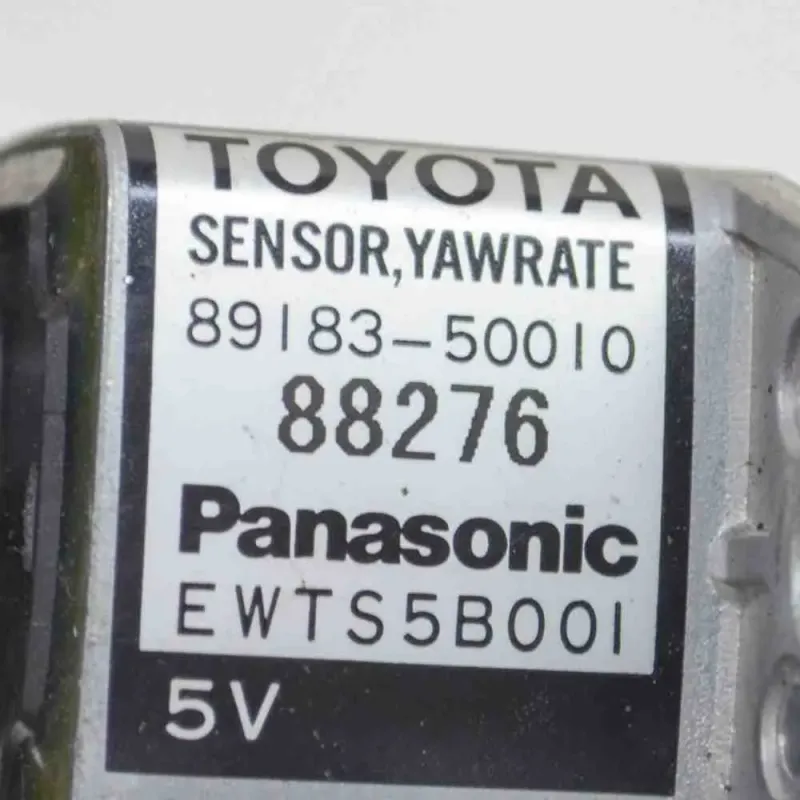 TOYOTA
SENSOR,YAWRATE
89183-50010
88276
Panasonic
EWTS5B001
5V